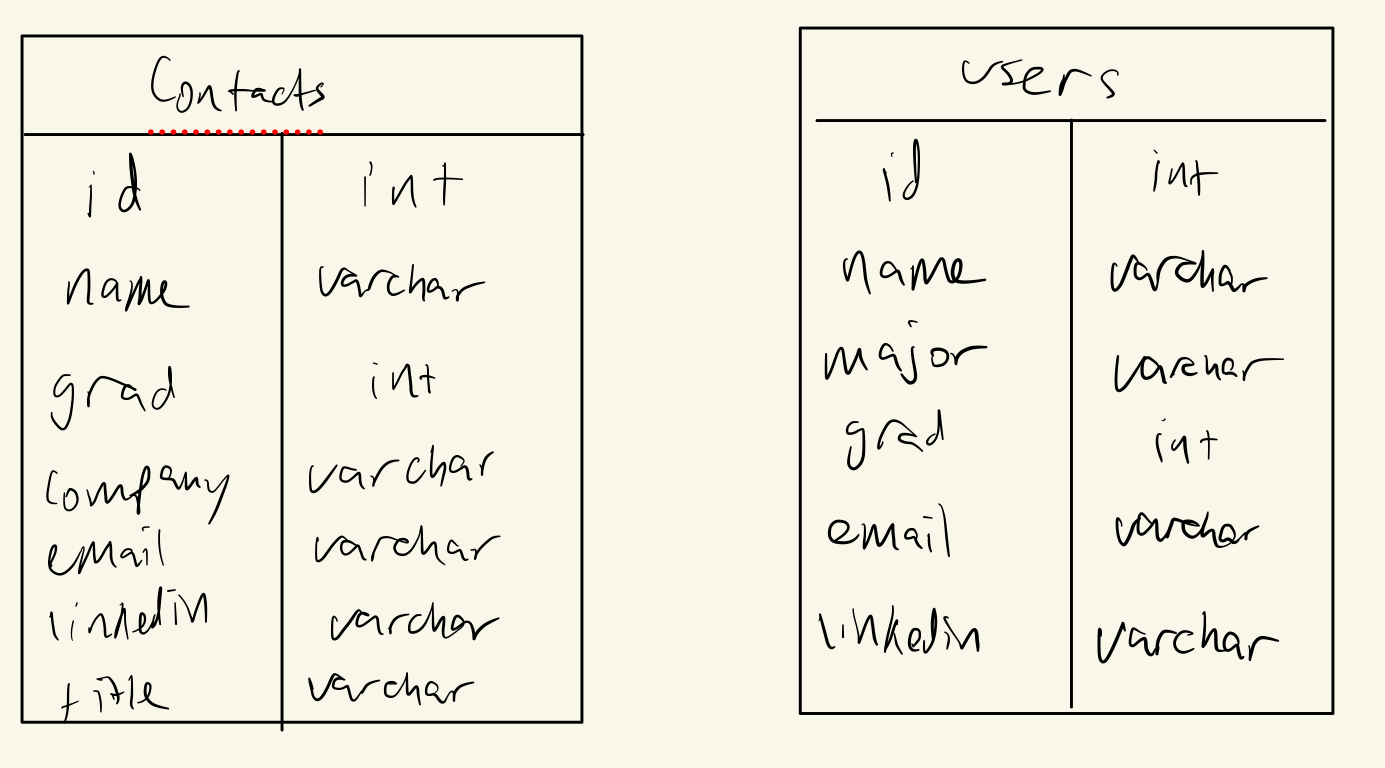 Contacts
id int
name varchar
grad int
company varchar
email varchar
linkedin varchar
title varchar
users
id int
name varchar
major varchar
grad int
email varchar
linkedin varchar